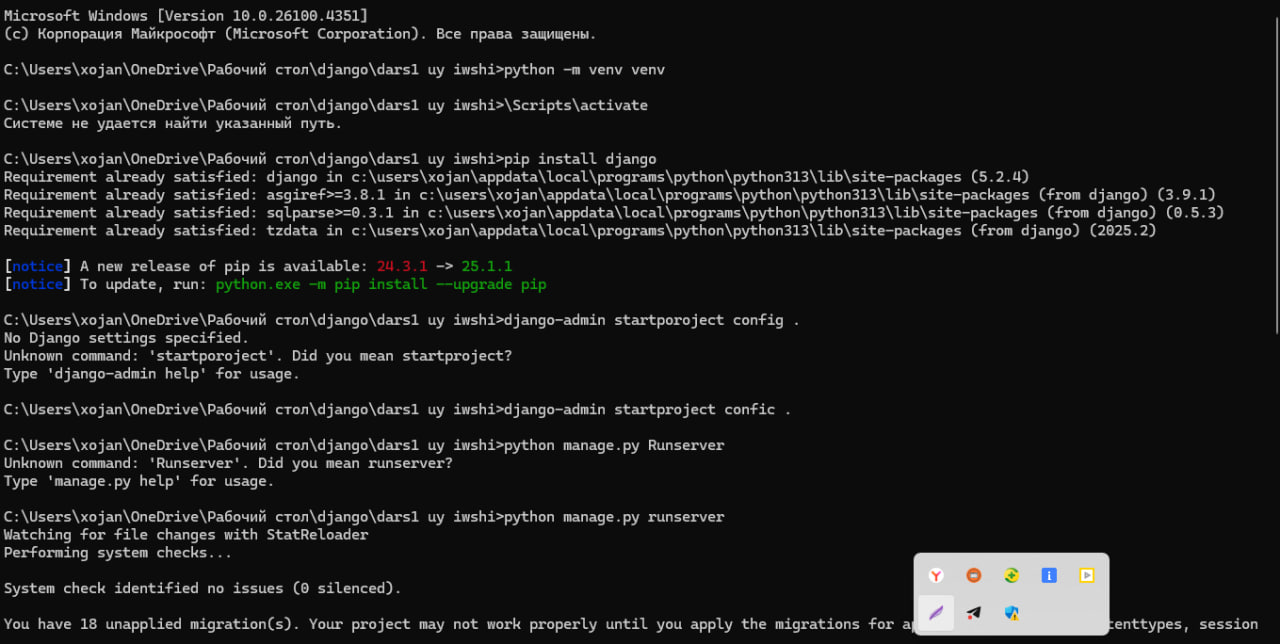 Microsoft Windows [Version 10.0.26100.4351]
(c) Корпорация Майкрософт (Microsoft Corporation). Все права защищены.
C:\Users\xojan\OneDrive\Рабочий стол\django\dars1 uy iwshi>python -m venv venv
C:\Users\xojan\OneDrive\Рабочий стол\django\dars1 uy iwshi>\Scripts\activate
Системе не удается найти указанный путь.
C:\Users\xojan\OneDrive\Рабочий стол\django\dars1 uy iwshi>pip install django
Requirement already satisfied: django in c:\users\xojan\appdata\local\programs\python\python313\lib\site-packages (5.2.4)
Requirement already satisfied: asgiref>=3.8.1 in c:\users\xojan\appdata\local\programs\python\python313\lib\site-packages (from django) (3.9.1)
Requirement already satisfied: sqlparse>=0.3.1 in c:\users\xojan\appdata\local\programs\python\python313\lib\site-packages (from django) (0.5.3)
Requirement already satisfied: tzdata in c:\users\xojan\appdata\local\programs\python\python313\lib\site-packages (from django) (2025.2)
[notice] A new release of pip is available: 24.3.1 -> 25.1.1
[notice] To update, run: python.exe -m pip install --upgrade pip
C:\Users\xojan\OneDrive\Рабочий стол\django\dars1 uy iwshi>django-admin startporoject config .
No Django settings specified.
Unknown command: 'startporoject'. Did you mean startproject?
Type 'django-admin help' for usage.
C:\Users\xojan\OneDrive\Рабочий стол\django\dars1 uy iwshi>django-admin startproject confic .
C:\Users\xojan\OneDrive\Рабочий стол\django\dars1 uy iwshi>python manage.py Runserver
Unknown command: 'Runserver'. Did you mean runserver?
Type 'manage.py help' for usage.
C:\Users\xojan\OneDrive\Рабочий стол\django\dars1 uy iwshi>python manage.py runserver
Watching for file changes with StatReloader
Performing system checks...
System check identified no issues (0 silenced).
You have 18 unapplied migration(s). Your project may not work properly until you apply the migrations for session